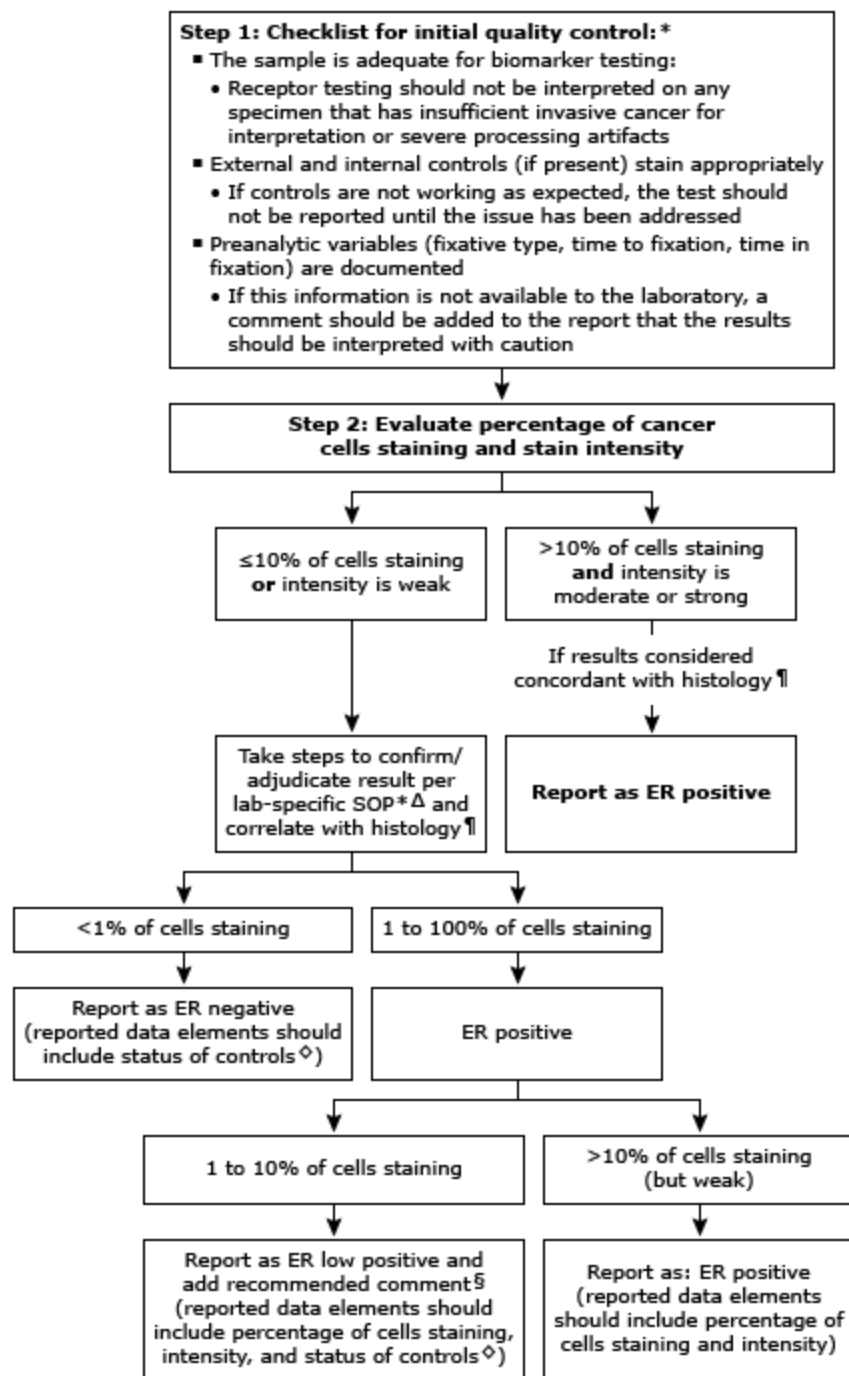 Step 1: Checklist for initial quality control:*
▪ The sample is adequate for biomarker testing:
• Receptor testing should not be interpreted on any
specimen that has insufficient invasive cancer for
interpretation or severe processing artifacts
▪ External and internal controls (if present) stain appropriately
• If controls are not working as expected, the test should
not be reported until the issue has been addressed
▪ Preanalytic variables (fixative type, time to fixation, time in
fixation) are documented
• If this information is not available to the laboratory, a
comment should be added to the report that the results
should be interpreted with caution
Step 2: Evaluate percentage of cancer
cells staining and stain intensity
≤10% of cells staining
or intensity is weak
>10% of cells staining
and intensity is
moderate or strong
If results considered
concordant with histology¶
Take steps to confirm/
adjudicate result per
lab-specific SOP*Δ and
correlate with histology¶
Report as ER positive
<1% of cells staining
1 to 100% of cells staining
Report as ER negative
(reported data elements should
include status of controls◇)
ER positive
1 to 10% of cells staining
>10% of cells staining
(but weak)
Report as ER low positive and
add recommended comment§
(reported data elements should
include percentage of cells staining,
intensity, and status of controls◇)
Report as: ER positive
(reported data elements
should include percentage of
cells staining and intensity)